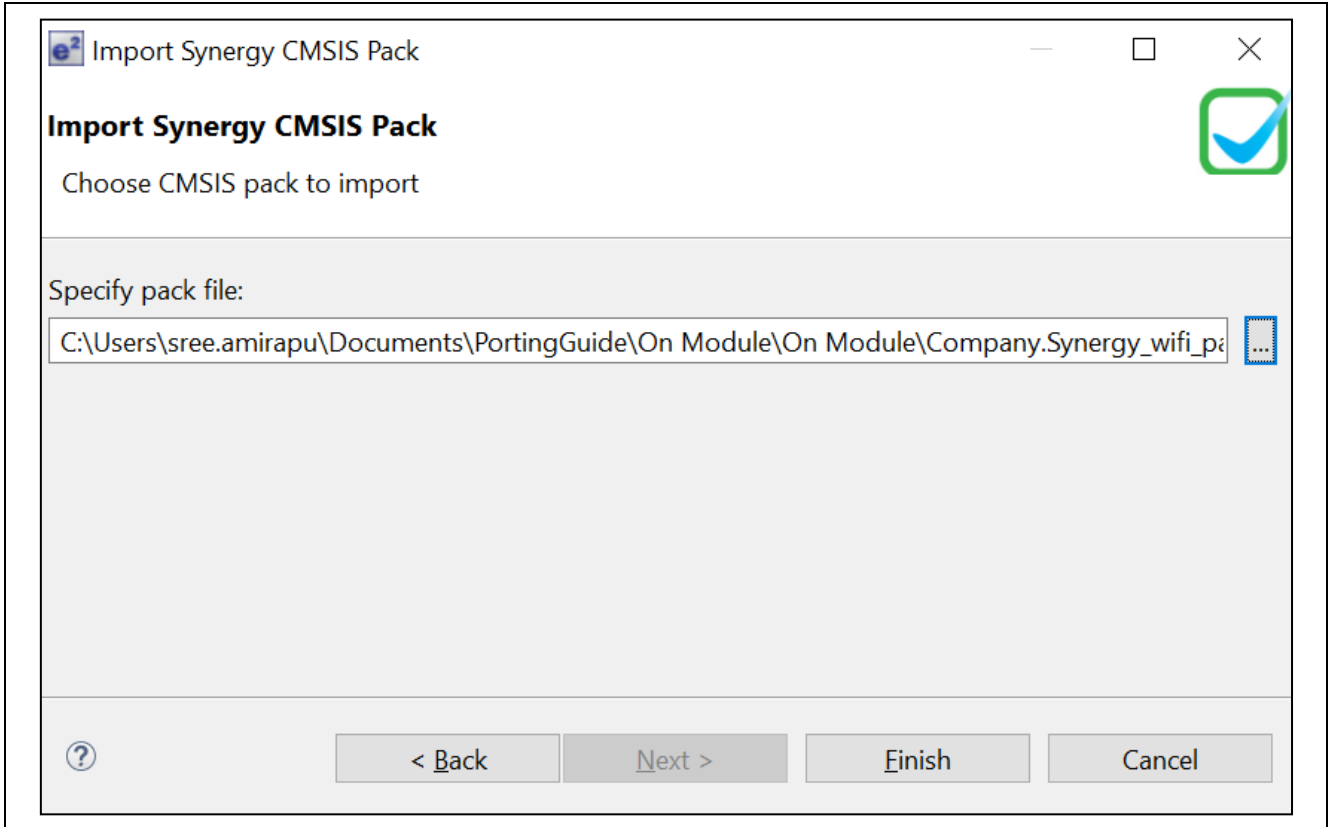 e² Import Synergy CMSIS Pack
Import Synergy CMSIS Pack
Choose CMSIS pack to import
Specify pack file:
C:\Users\sree.amirapu\Documents\PortingGuide\On Module\On Module\Company.Synergy_wifi_pa ...
? < Back Next > Finish Cancel